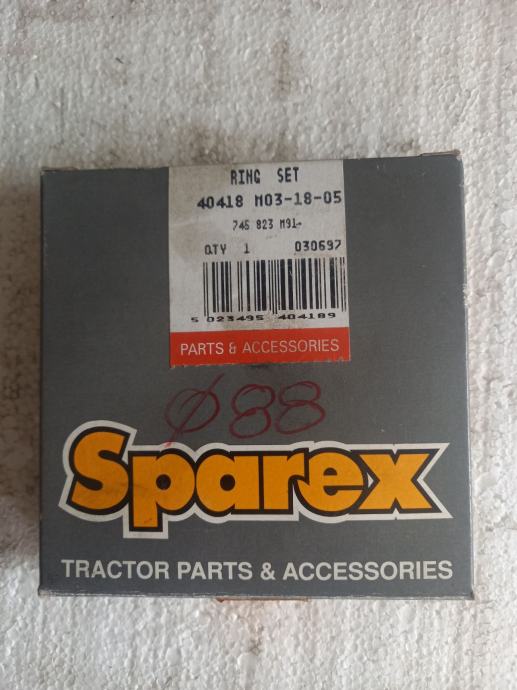 RING SET
40418 M03-18-05
746 823 M91-
QTY 1 030697
5 023495 404189
PARTS & ACCESSORIES
Ø88
Sparex
TRACTOR PARTS & ACCESSORIES